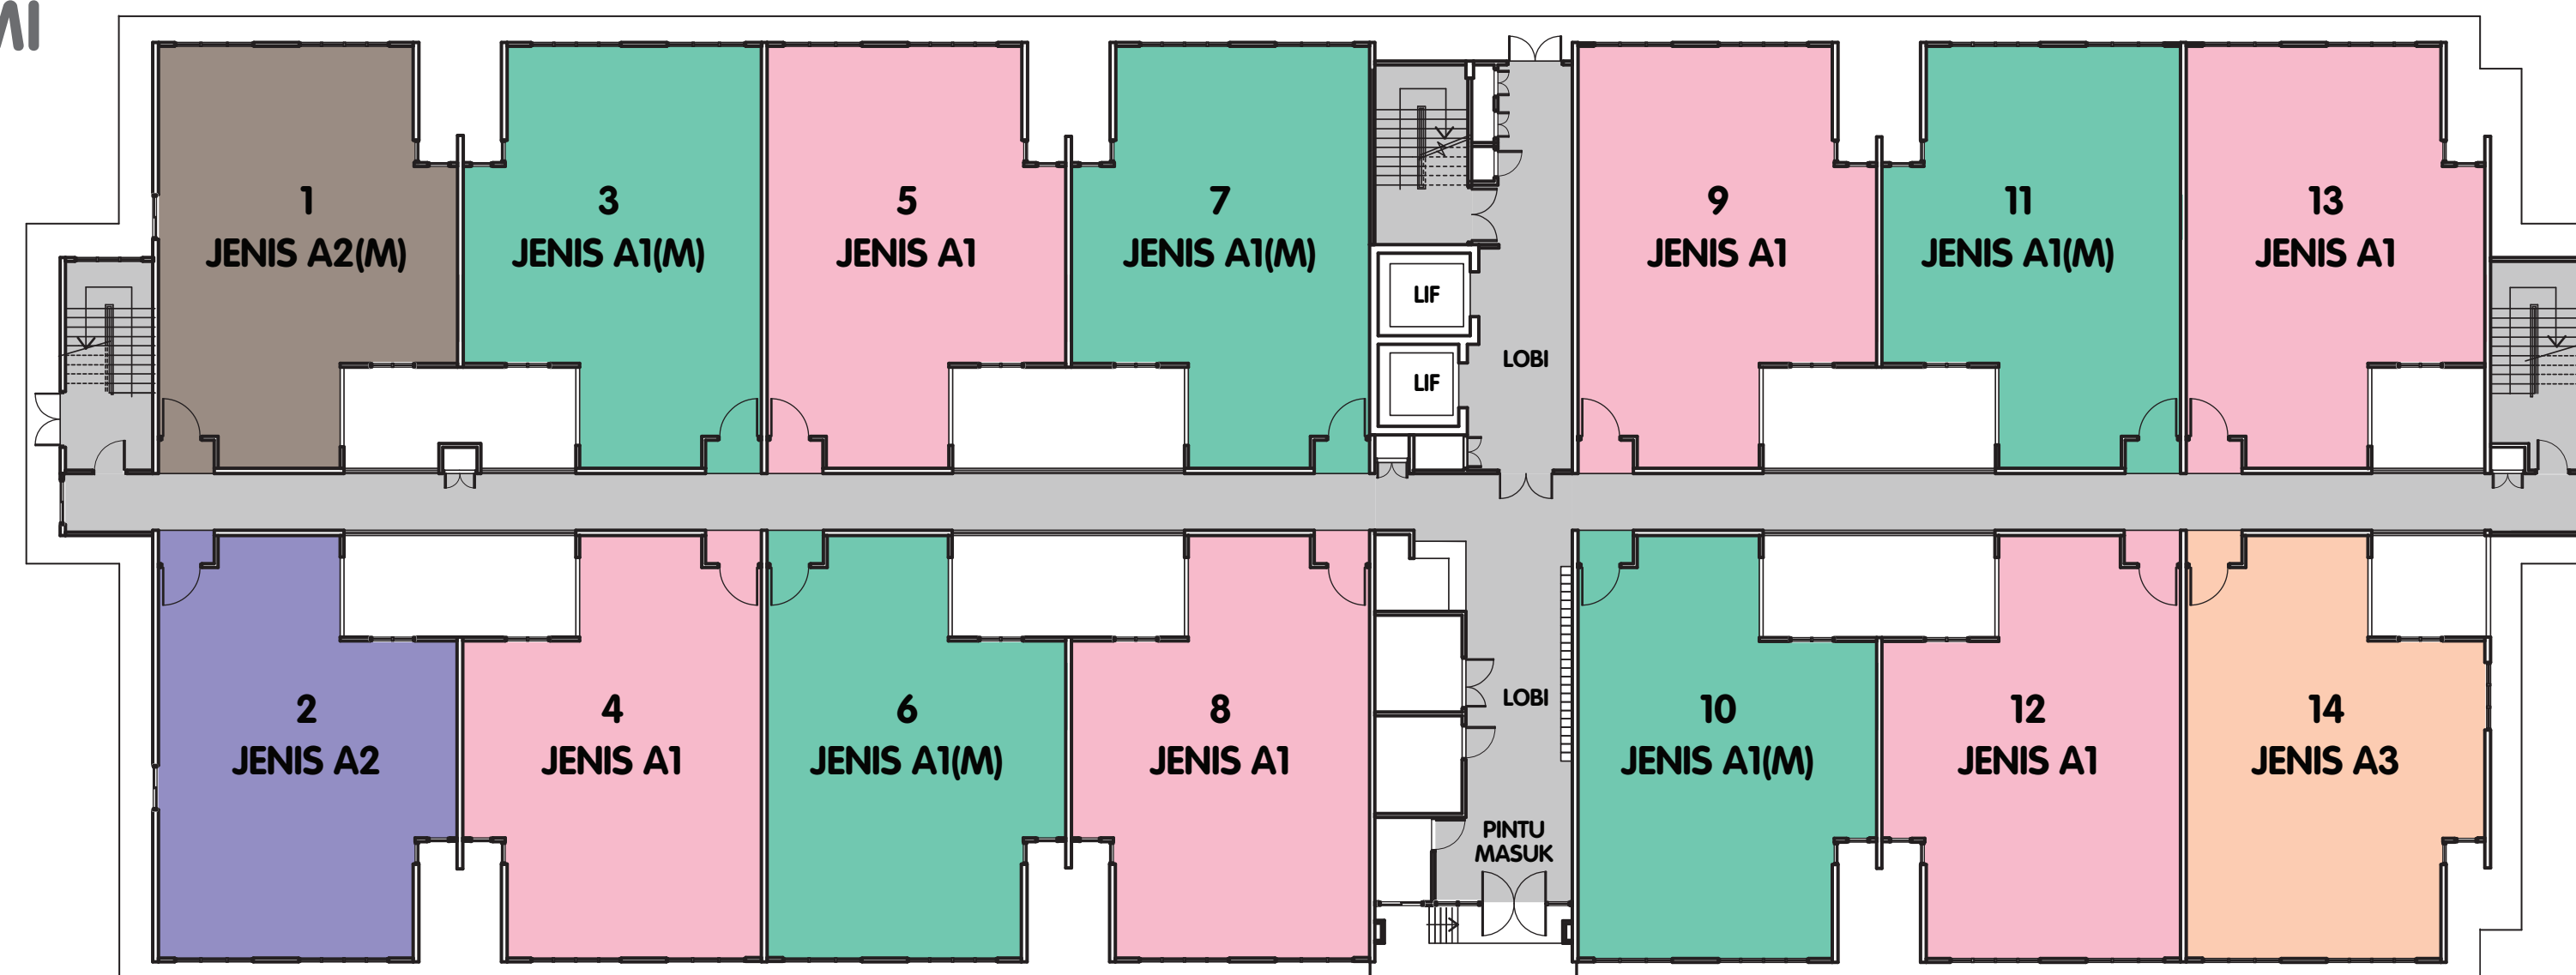 MI
1
JENIS A2(M)
3
JENIS A1(M)
5
JENIS A1
7
JENIS A1(M)
9
JENIS A1
11
JENIS A1(M)
13
JENIS A1
LIF
LIF
LOBI
2
JENIS A2
4
JENIS A1
6
JENIS A1(M)
8
JENIS A1
LOBI
10
JENIS A1(M)
12
JENIS A1
14
JENIS A3
PINTU
MASUK